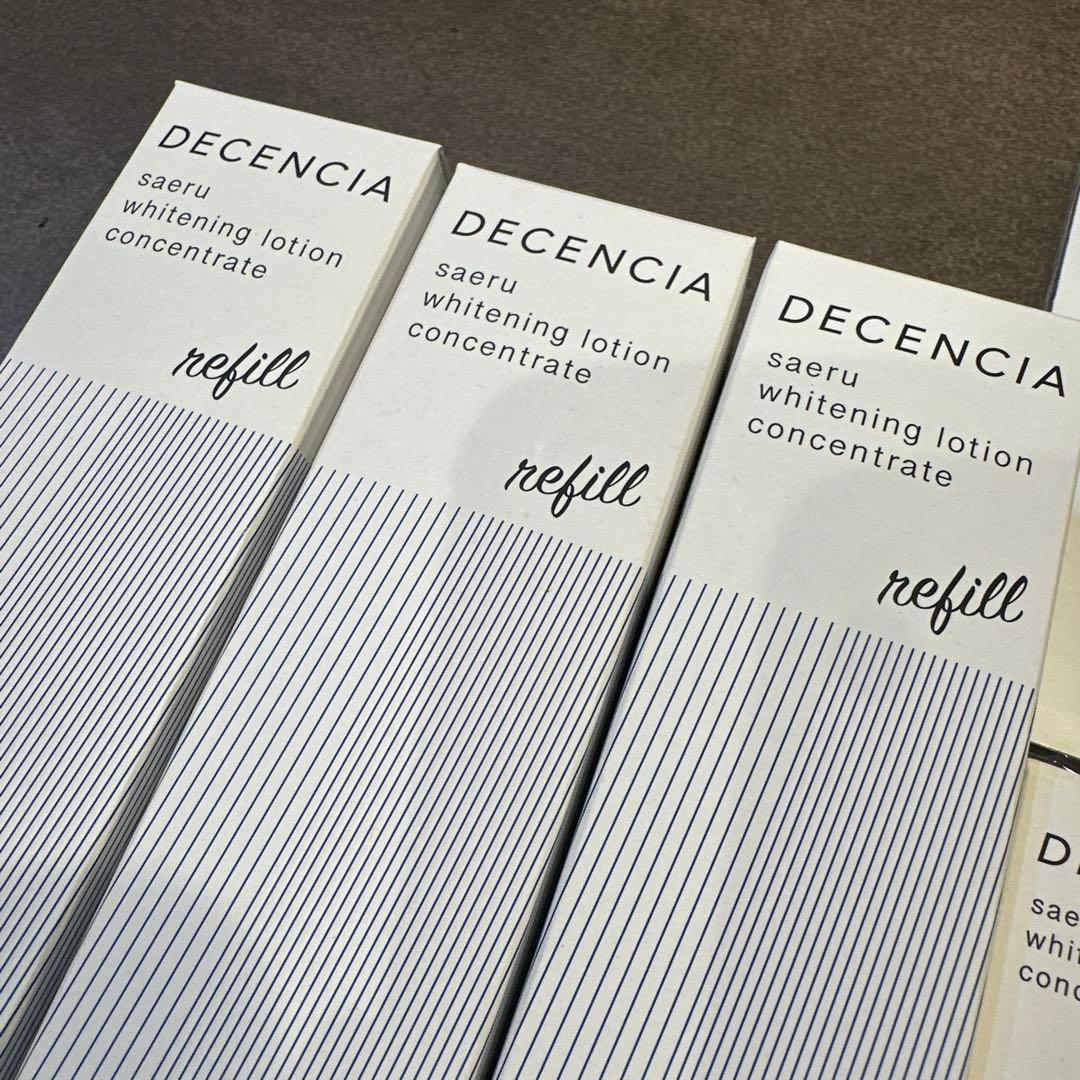 DECENCIA
saeru
whitening lotion
concentrate
refill
DECENCIA
saeru
whitening lotion
concentrate
refill
DECENCIA
saeru
whitening lotion
concentrate
refill